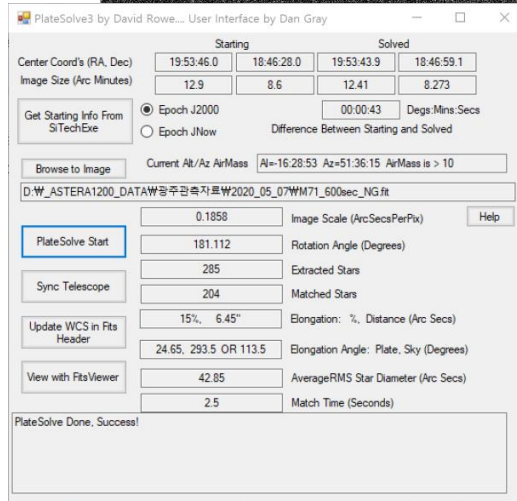 PlateSolve3 by David Rowe.... User Interface by Dan Gray
Starting Solved
Center Coord's (RA, Dec) 19:53:46.0 18:46:28.0 19:53:43.9 18:46:59.1
Image Size (Arc Minutes) 12.9 8.6 12.41 8.273
Get Starting Info From SiTechExe
Epoch J2000 00:00:43 Degs:Mins:Secs
Epoch JNow Difference Between Starting and Solved
Browse to Image Current Alt/Az AirMass Al=-16:28:53 Az=51:36:15 AirMass is > 10
D:₩_ASTERA1200_DATA₩광주관측자료₩2020_05_07₩M71_600sec_NG.fit
0.1858 Image Scale (ArcSecsPerPix) Help
PlateSolve Start 181.112 Rotation Angle (Degrees)
285 Extracted Stars
Sync Telescope 204 Matched Stars
15%, 6.45" Elongation: %, Distance (Arc Secs)
Update WCS in Fits Header
24.65, 293.5 OR 113.5 Elongation Angle: Plate, Sky (Degrees)
View with FitsViewer 42.85 AverageRMS Star Diameter (Arc Secs)
2.5 Match Time (Seconds)
PlateSolve Done, Success!